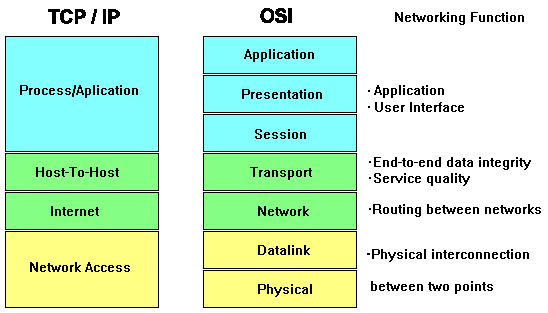 TCP / IP
OSI
Networking Function
Process/Aplication
Application
Presentation
Session
· Application
· User Interface
Host-To-Host
Transport
·End-to-end data integrity
·Service quality
Internet
Network
·Routing between networks
Network Access
Datalink
Physical
·Physical interconnection
between two points